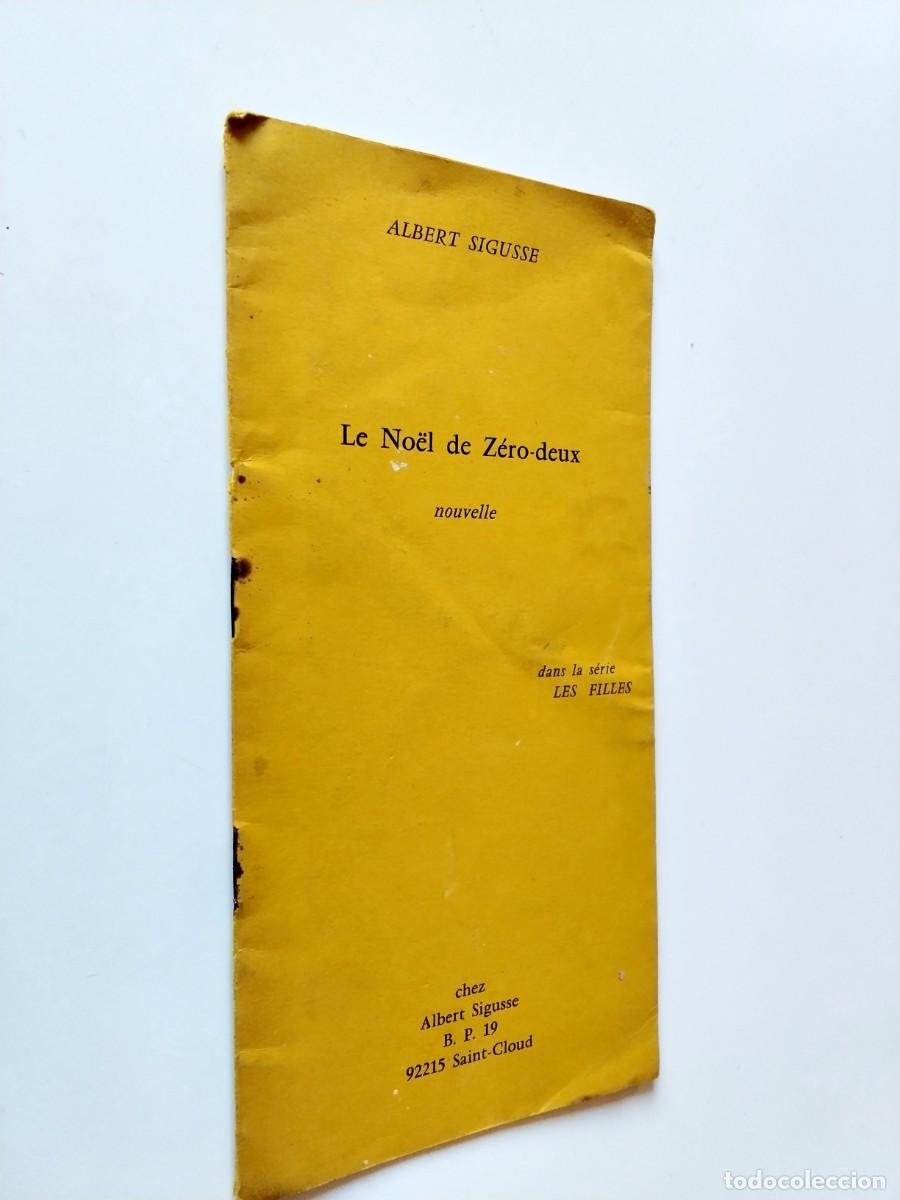 ALBERT SIGUSSE
Le Noël de Zéro-deux
nouvelle
dans la série
LES FILLES
chez
Albert Sigusse
B. P. 19
92215 Saint-Cloud
todocoleccion